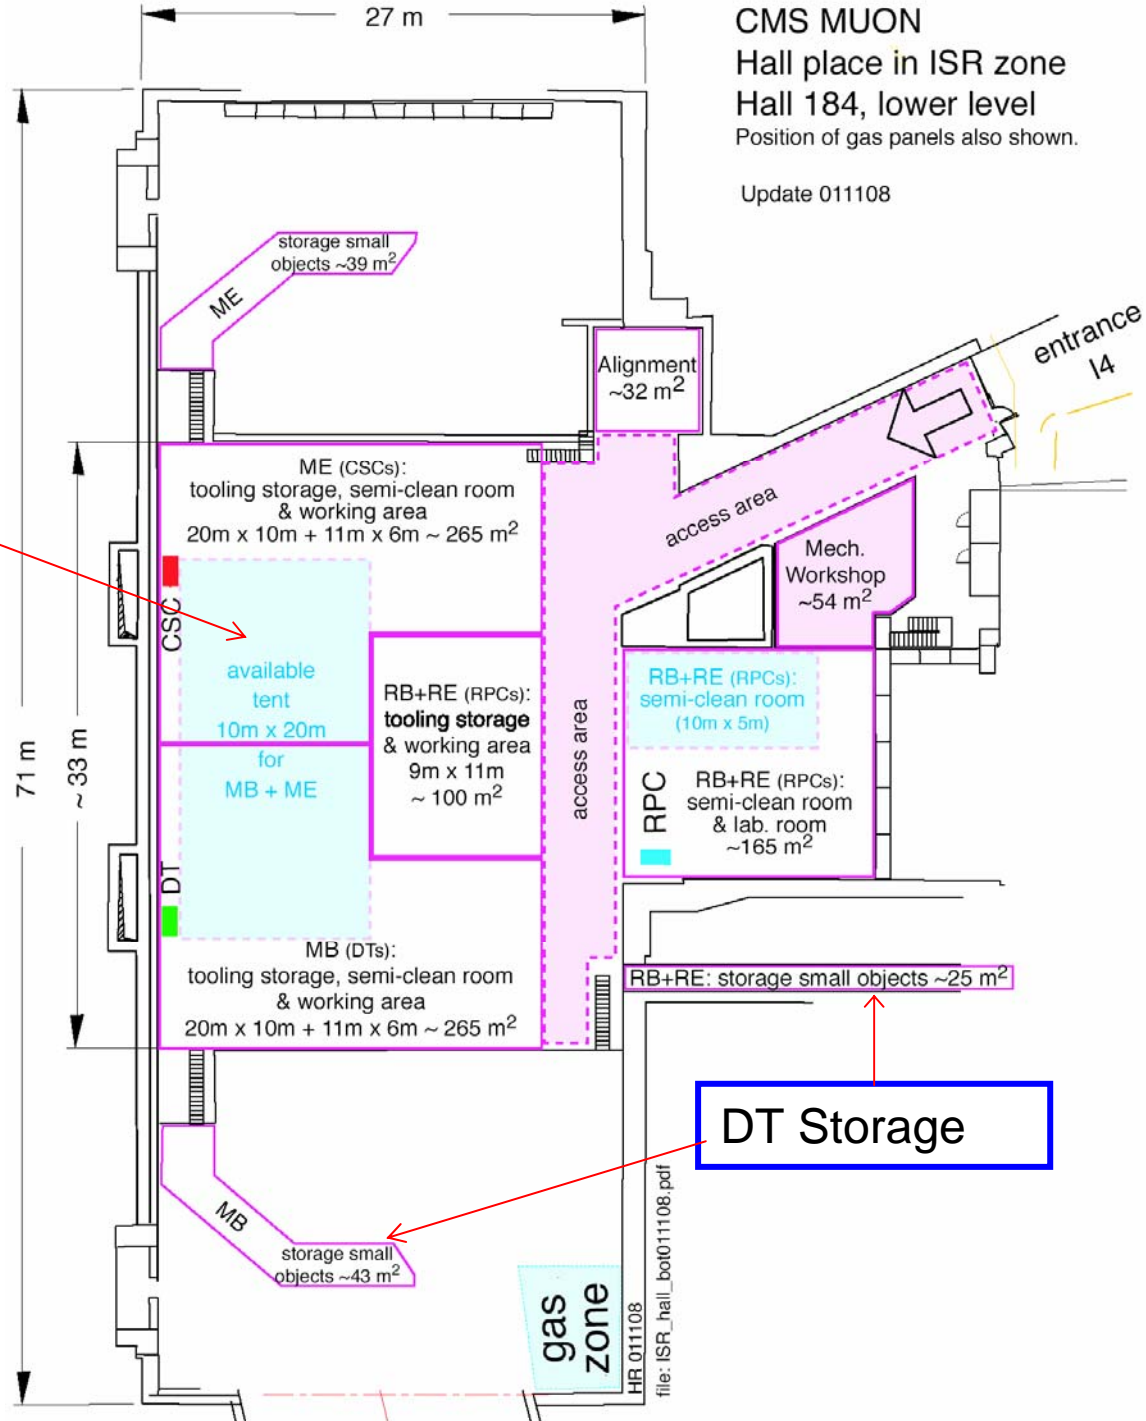 27 m
CMS MUON
Hall place in ISR zone
Hall 184, lower level
Position of gas panels also shown.
Update 011108
storage small
objects ~39 m²
ME
entrance
I4
Alignment
~32 m²
ME (CSCs):
tooling storage, semi-clean room
& working area
20m x 10m + 11m x 6m ~ 265 m²
access area
Mech.
Workshop
~54 m²
CSC
available
tent
10m x 20m
for
MB + ME
RB+RE (RPCs):
tooling storage
& working area
9m x 11m
~ 100 m²
access area
RB+RE (RPCs):
semi-clean room
(10m x 5m)
RPC
RB+RE (RPCs):
semi-clean room
& lab. room
~165 m²
71 m
~ 33 m
DT
MB (DTs):
tooling storage, semi-clean room
& working area
20m x 10m + 11m x 6m ~ 265 m²
RB+RE: storage small objects ~25 m²
DT Storage
MB
storage small
objects ~43 m²
gas
zone
HR 011108
file: ISR_hall_bot011108.pdf